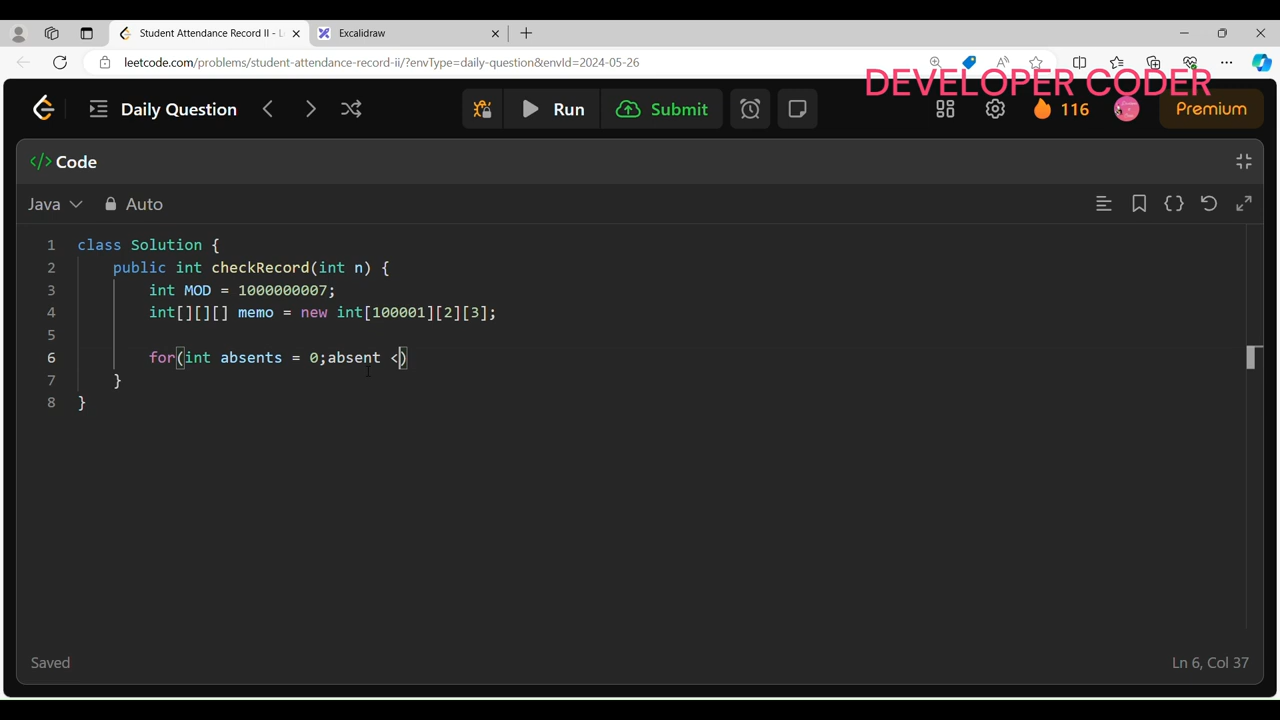 Student Attendance Record II - L
Excalidraw
leetcode.com/problems/student-attendance-record-ii/?envType=daily-question&envId=2024-05-26
DEVELOPER CODER
Daily Question
Run
Submit
116
Premium
</> Code
Java
Auto
1 class Solution {
2 public int checkRecord(int n) {
3 int MOD = 1000000007;
4 int[][][] memo = new int[100001][2][3];
5
6 for(int absents = 0;absent <)
7 }
8 }
Saved
Ln 6, Col 37